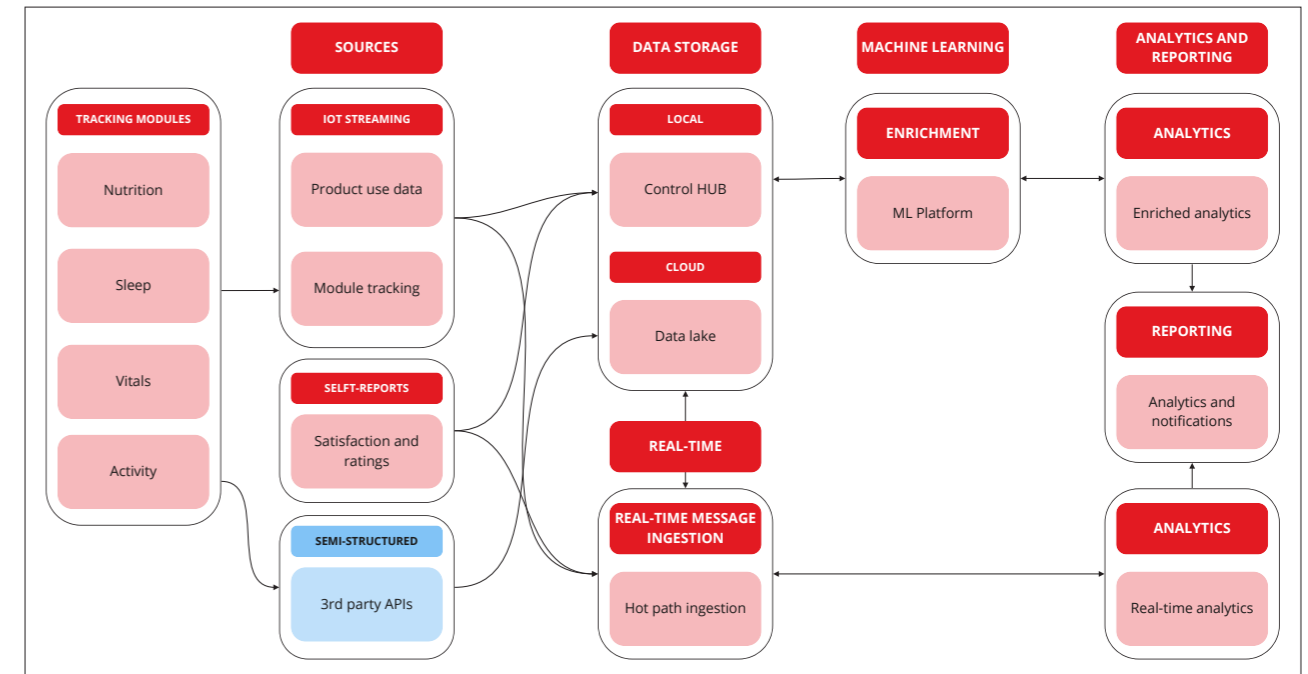 SOURCES
DATA STORAGE
MACHINE LEARNING
ANALYTICS AND
REPORTING
TRACKING MODULES
Nutrition
Sleep
Vitals
Activity
IOT STREAMING
Product use data
Module tracking
SELFT-REPORTS
Satisfaction and
ratings
SEMI-STRUCTURED
3rd party APIs
LOCAL
Control HUB
CLOUD
Data lake
REAL-TIME
REAL-TIME MESSAGE
INGESTION
Hot path ingestion
ENRICHMENT
ML Platform
ANALYTICS
Enriched analytics
REPORTING
Analytics and
notifications
ANALYTICS
Real-time analytics